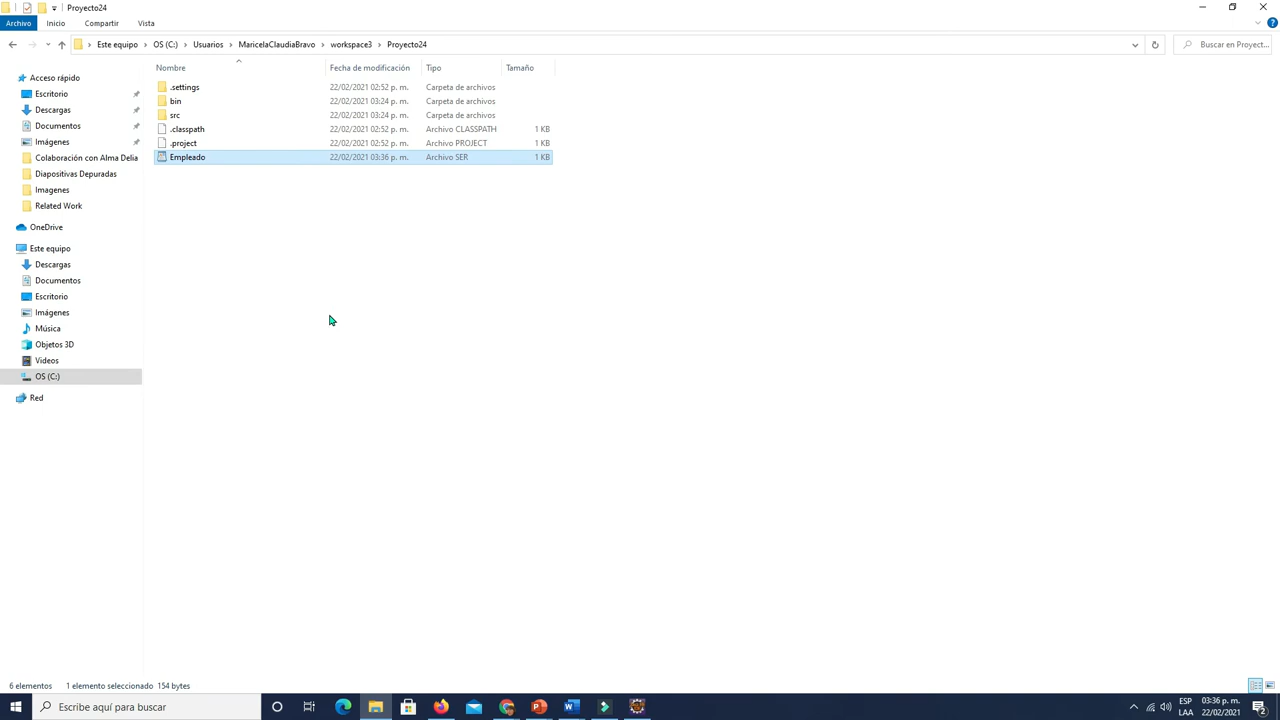 Proyecto24
Archivo Inicio Compartir Vista
Este equipo > OS (C:) > Usuarios > MaricelaClaudiaBravo > workspace3 > Proyecto24
Buscar en Proyect...
Nombre Fecha de modificación Tipo Tamaño
.settings 22/02/2021 02:52 p. m. Carpeta de archivos
bin 22/02/2021 03:24 p. m. Carpeta de archivos
src 22/02/2021 03:24 p. m. Carpeta de archivos
.classpath 22/02/2021 02:52 p. m. Archivo CLASSPATH 1 KB
.project 22/02/2021 02:52 p. m. Archivo PROJECT 1 KB
Empleado 22/02/2021 03:36 p. m. Archivo SER 1 KB
Acceso rápido
Escritorio
Descargas
Documentos
Imágenes
Colaboración con Alma Delia
Diapositivas Depuradas
Imagenes
Related Work
OneDrive
Este equipo
Descargas
Documentos
Escritorio
Imágenes
Música
Objetos 3D
Videos
OS (C:)
Red
6 elementos 1 elemento seleccionado 154 bytes
Escribe aquí para buscar
ESP 03:36 p. m.
LAA 22/02/2021
2